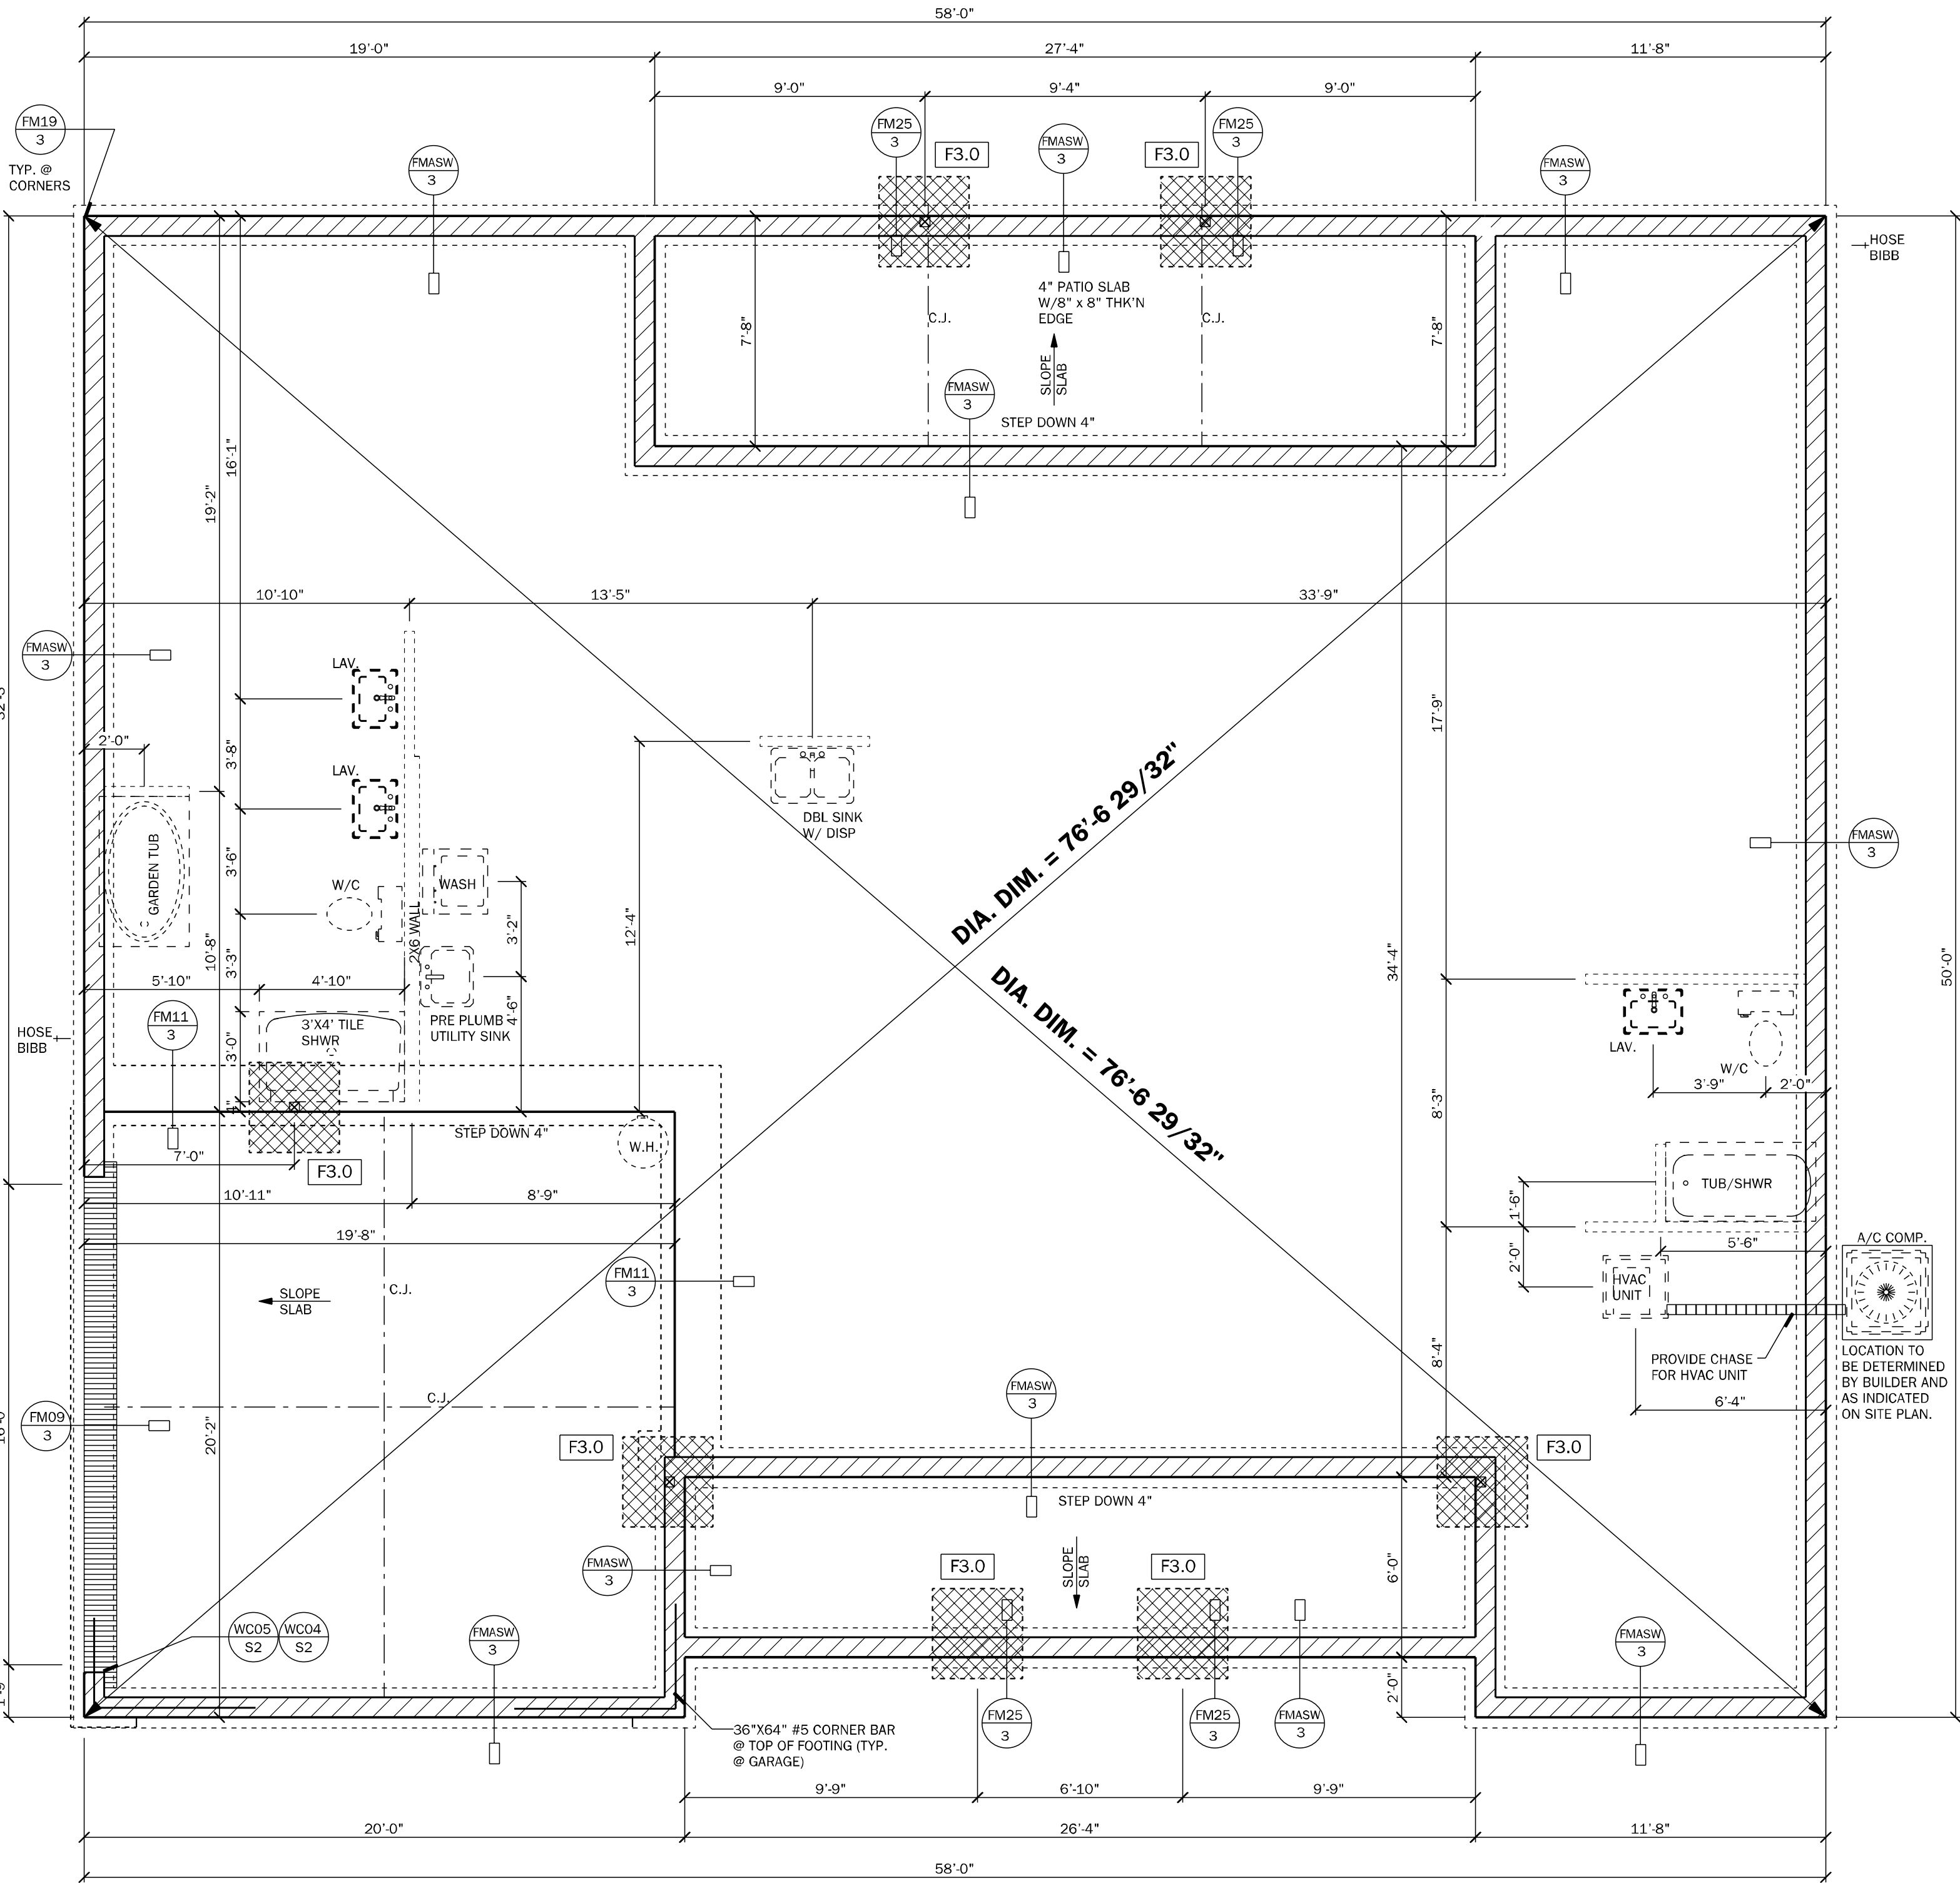 58'-0"
19'-0"
27'-4"
11'-8"
9'-0"
9'-4"
9'-0"
FM19
3
TYP. @
CORNERS
FMASW
3
FM25
3
F3.0
FMASW
3
F3.0
FM25
3
FMASW
3
HOSE
BIBB
4" PATIO SLAB
W/8" x 8" THK'N
EDGE
C.J.
C.J.
7'-8"
7'-8"
SLOPE
SLAB
FMASW
3
STEP DOWN 4"
16'-1"
19'-2"
10'-10"
13'-5"
33'-9"
FMASW
3
LAV.
2'-0"
3'-8"
LAV.
17'-9"
DIA. DIM. = 76'-6 29/32"
DBL SINK
W/ DISP
FMASW
3
GARDEN TUB
3'-6"
W/C
WASH
2X6 WALL
3'-2"
12'-4"
10'-8"
3'-3"
34'-4"
50'-0"
5'-10"
4'-10"
DIA. DIM. = 76'-6 29/32"
4'-6"
FM11
3
3'X4' TILE
SHWR
PRE PLUMB
UTILITY SINK
HOSE
BIBB
3'-0"
LAV.
W/C
3'-9"
2'-0"
4"
STEP DOWN 4"
W.H.
8'-3"
7'-0"
F3.0
10'-11"
8'-9"
TUB/SHWR
1'-6"
19'-8"
5'-6"
A/C COMP.
2'-0"
FM11
3
HVAC
UNIT
SLOPE
SLAB
C.J.
PROVIDE CHASE
FOR HVAC UNIT
LOCATION TO
BE DETERMINED
BY BUILDER AND
AS INDICATED
ON SITE PLAN.
8'-4"
FMASW
3
C.J.
6'-4"
FM09
3
20'-2"
F3.0
F3.0
STEP DOWN 4"
FMASW
3
F3.0
SLOPE
SLAB
F3.0
6'-0"
WC05
S2
WC04
S2
FMASW
3
FMASW
3
2'-0"
36"X64" #5 CORNER BAR
@ TOP OF FOOTING (TYP.
@ GARAGE)
FM25
3
FM25
3
FMASW
3
9'-9"
6'-10"
9'-9"
20'-0"
26'-4"
11'-8"
58'-0"